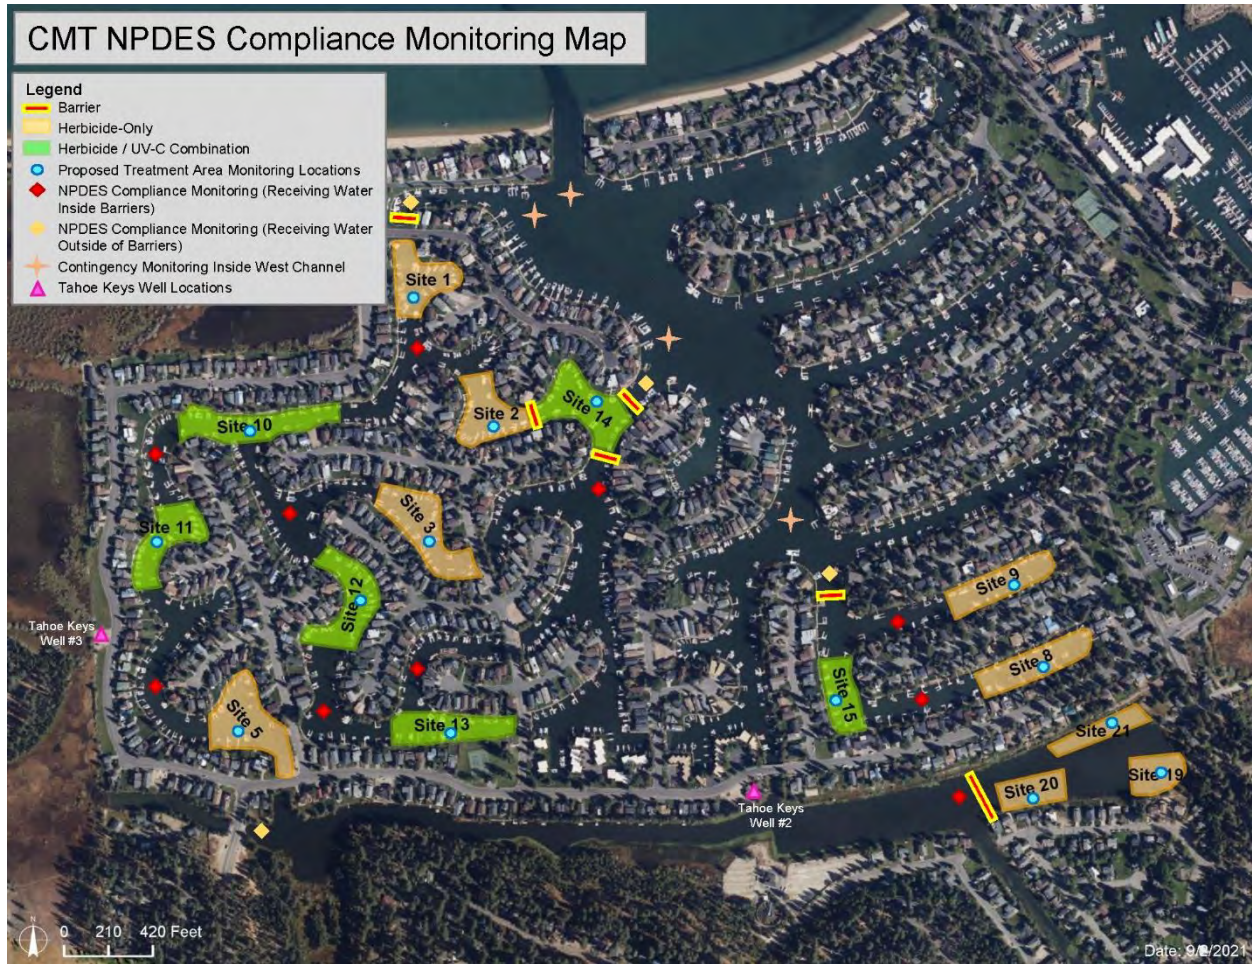 CMT NPDES Compliance Monitoring Map
Legend
Barrier
Herbicide-Only
Herbicide / UV-C Combination
Proposed Treatment Area Monitoring Locations
NPDES Compliance Monitoring (Receiving Water
Inside Barriers)
NPDES Compliance Monitoring (Receiving Water
Outside of Barriers)
Contingency Monitoring Inside West Channel
Tahoe Keys Well Locations
Site 1
Site 2
Site 14
Site 10
Site 3
Site 11
Site 12
Site 9
Tahoe Keys
Well #3
Site 8
Site 15
Site 5
Site 13
Site 21
Site 19
Site 20
Tahoe Keys
Well #2
N
0 210 420 Feet
Date: /2021